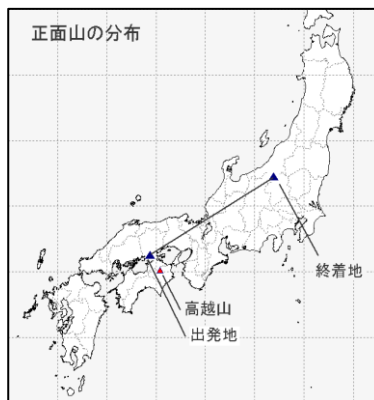 正面山の分布
終着地
高越山
出発地